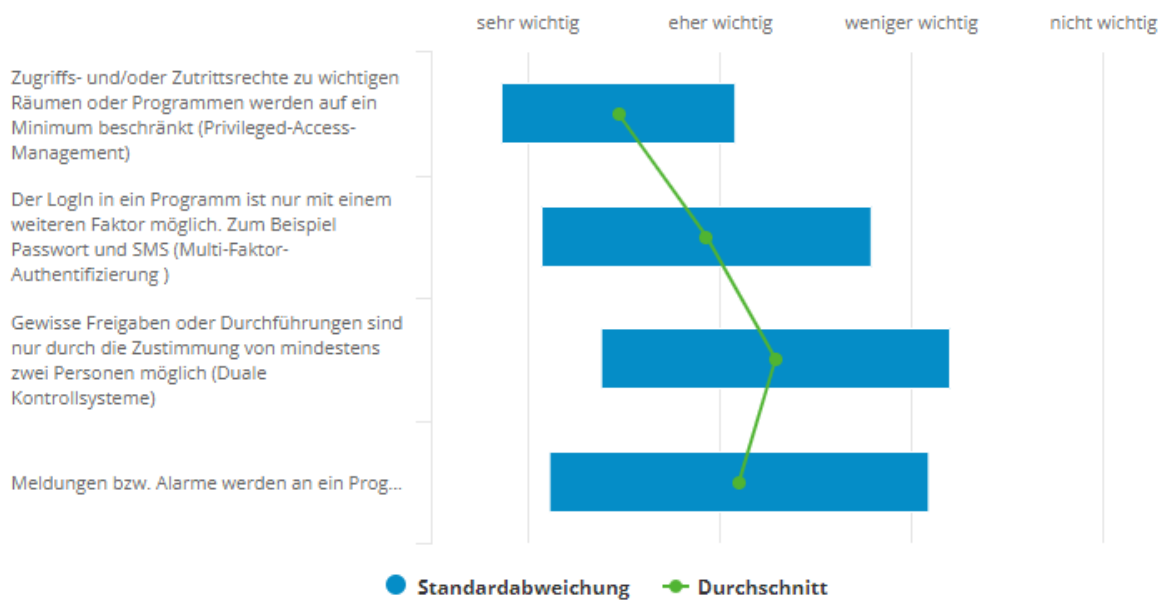 sehr wichtig eher wichtig weniger wichtig nicht wichtig
Zugriffs- und/oder Zutrittsrechte zu wichtigen
Räumen oder Programmen werden auf ein
Minimum beschränkt (Privileged-Access-
Management)
Der LogIn in ein Programm ist nur mit einem
weiteren Faktor möglich. Zum Beispiel
Passwort und SMS (Multi-Faktor-
Authentifizierung )
Gewisse Freigaben oder Durchführungen sind
nur durch die Zustimmung von mindestens
zwei Personen möglich (Duale
Kontrollsysteme)
Meldungen bzw. Alarme werden an ein Prog...
Standardabweichung Durchschnitt